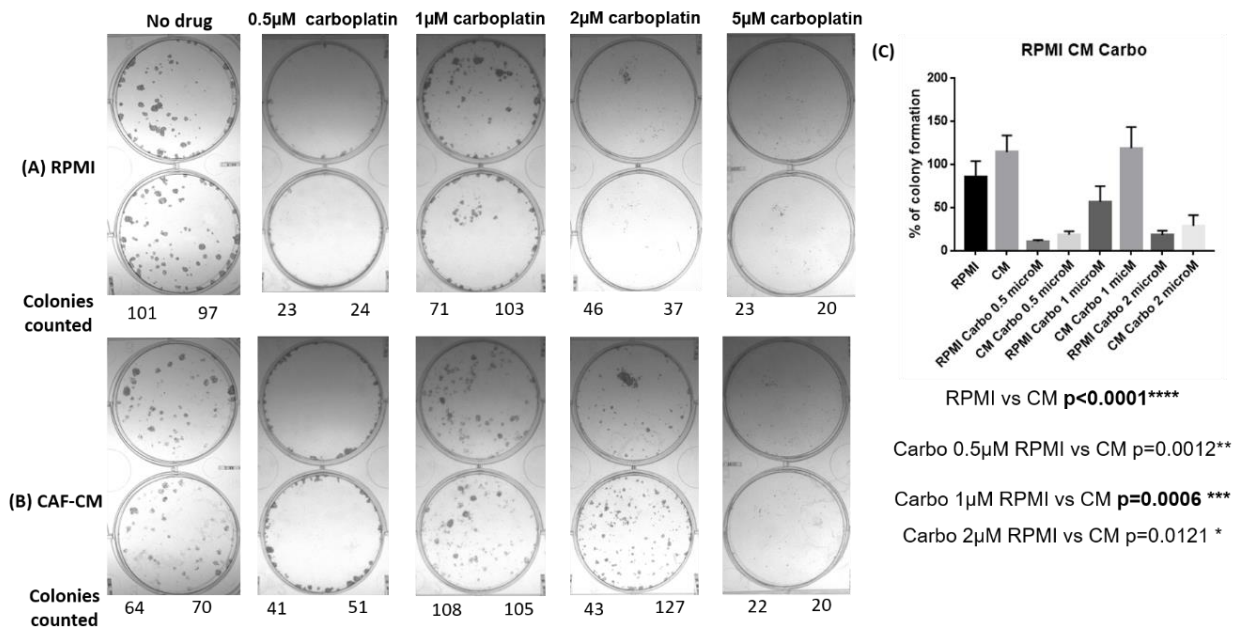 No drug
0.5µM carboplatin
1µM carboplatin
2µM carboplatin
5µM carboplatin
(A) RPMI
Colonies
counted
101 97
23 24
71 103
46 37
23 20
(B) CAF-CM
Colonies
counted
64 70
41 51
108 105
43 127
22 20
(C)
RPMI CM Carbo
% of colony formation
200
150
100
50
0
RPMI
CM
RPMI Carbo 0.5 microM
CM Carbo 0.5 microM
RPMI Carbo 1 microM
CM Carbo 1 micM
RPMI Carbo 2 microM
CM Carbo 2 microM
RPMI vs CM p<0.0001****
Carbo 0.5µM RPMI vs CM p=0.0012**
Carbo 1µM RPMI vs CM p=0.0006 ***
Carbo 2µM RPMI vs CM p=0.0121 *